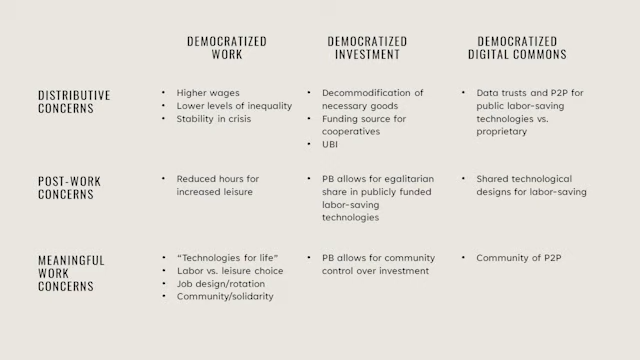 DEMOCRATIZED
WORK
DEMOCRATIZED
INVESTMENT
DEMOCRATIZED
DIGITAL COMMONS
DISTRIBUTIVE
CONCERNS
• Higher wages
• Lower levels of inequality
• Stability in crisis
• Decommodification of
necessary goods
• Funding source for
cooperatives
• UBI
• Data trusts and P2P for
public labor-saving
technologies vs.
proprietary
POST-WORK
CONCERNS
• Reduced hours for
increased leisure
• PB allows for egalitarian
share in publicly funded
labor-saving
technologies
• Shared technological
designs for labor-saving
MEANINGFUL
WORK
CONCERNS
• “Technologies for life”
• Labor vs. leisure choice
• Job design/rotation
• Community/solidarity
• PB allows for community
control over investment
• Community of P2P